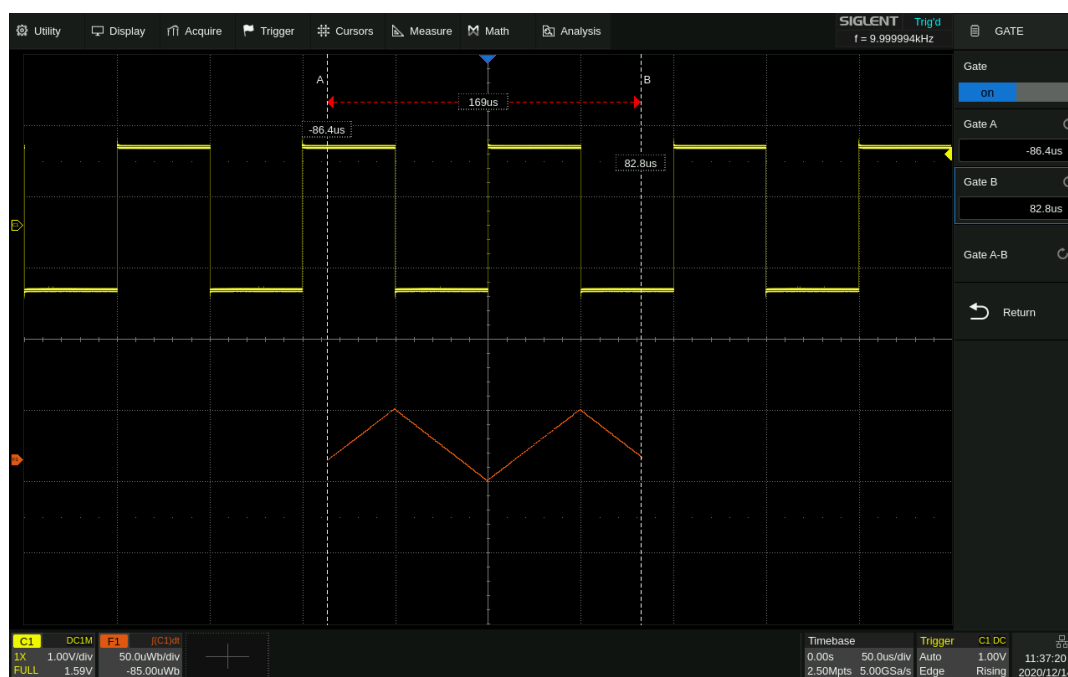 Utility Display Acquire Trigger Cursors Measure Math Analysis SIGLENT Trig'd GATE
f = 9.999994kHz
Gate
A B
on
169us
Gate A
-86.4us
-86.4us
82.8us
Gate B
82.8us
Gate A-B
Return
C1 DC1M F1 ∫(C1)dt Timebase Trigger C1 DC
1X 1.00V/div 50.0uWb/div 0.00s 50.0us/div Auto 1.00V 11:37:20
FULL 1.59V -85.00uWb 2.50Mpts 5.00GSa/s Edge Rising